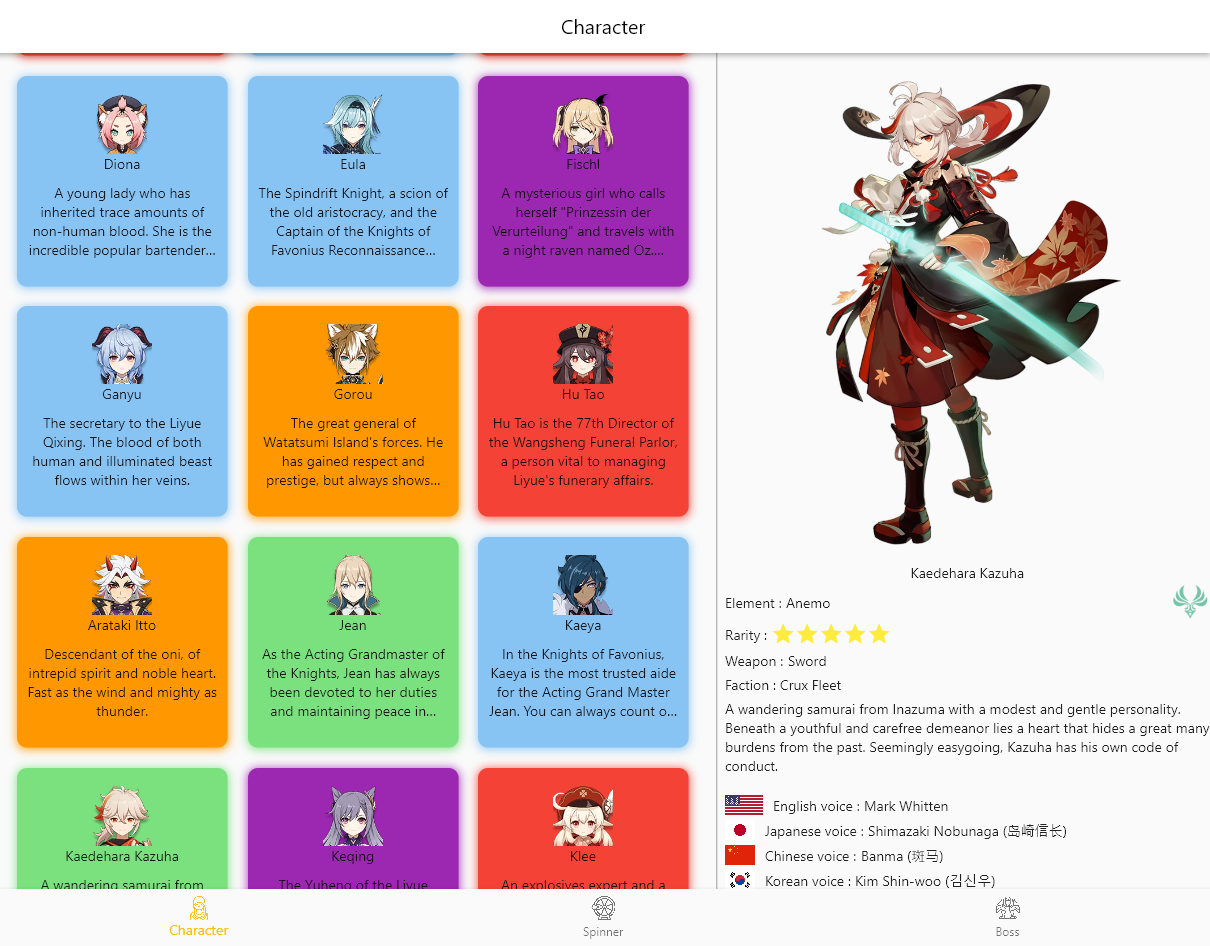 Character
Diona
A young lady who has
inherited trace amounts of
non-human blood. She is the
incredible popular bartender...
Eula
The Spindrift Knight, a scion of
the old aristocracy, and the
Captain of the Knights of
Favonius Reconnaissance...
Fischl
A mysterious girl who calls
herself "Prinzessin der
Verurteilung" and travels with
a night raven named Oz....
Ganyu
The secretary to the Liyue
Qixing. The blood of both
human and illuminated beast
flows within her veins.
Gorou
The great general of
Watatsumi Island's forces. He
has gained respect and
prestige, but always shows...
Hu Tao
Hu Tao is the 77th Director of
the Wangsheng Funeral Parlor,
a person vital to managing
Liyue's funerary affairs.
Arataki Itto
Descendant of the oni, of
intrepid spirit and noble heart.
Fast as the wind and mighty as
thunder.
Jean
As the Acting Grandmaster of
the Knights, Jean has always
been devoted to her duties
and maintaining peace in...
Kaeya
In the Knights of Favonius,
Kaeya is the most trusted aide
for the Acting Grand Master
Jean. You can always count o...
Kaedehara Kazuha
A wandering samurai from
Keqing
The Yuheng of the Liyue
Klee
An explosives expert and a
Kaedehara Kazuha
Element : Anemo
Rarity :
Weapon : Sword
Faction : Crux Fleet
A wandering samurai from Inazuma with a modest and gentle personality.
Beneath a youthful and carefree demeanor lies a heart that hides a great many
burdens from the past. Seemingly easygoing, Kazuha has his own code of
conduct.
English voice : Mark Whitten
Japanese voice : Shimazaki Nobunaga (岛崎信长)
Chinese voice : Banma (斑马)
Korean voice : Kim Shin-woo (김신우)
Character
Spinner
Boss